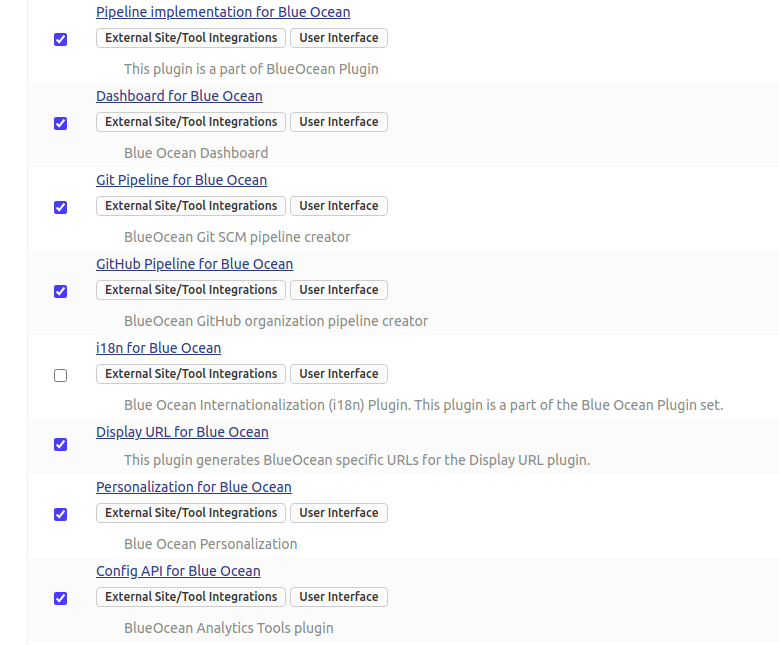 Pipeline implementation for Blue Ocean
External Site/Tool Integrations User Interface
This plugin is a part of BlueOcean Plugin
Dashboard for Blue Ocean
External Site/Tool Integrations User Interface
Blue Ocean Dashboard
Git Pipeline for Blue Ocean
External Site/Tool Integrations User Interface
BlueOcean Git SCM pipeline creator
GitHub Pipeline for Blue Ocean
External Site/Tool Integrations User Interface
BlueOcean GitHub organization pipeline creator
i18n for Blue Ocean
External Site/Tool Integrations User Interface
Blue Ocean Internationalization (i18n) Plugin. This plugin is a part of the Blue Ocean Plugin set.
Display URL for Blue Ocean
This plugin generates BlueOcean specific URLs for the Display URL plugin.
Personalization for Blue Ocean
External Site/Tool Integrations User Interface
Blue Ocean Personalization
Config API for Blue Ocean
External Site/Tool Integrations User Interface
BlueOcean Analytics Tools plugin